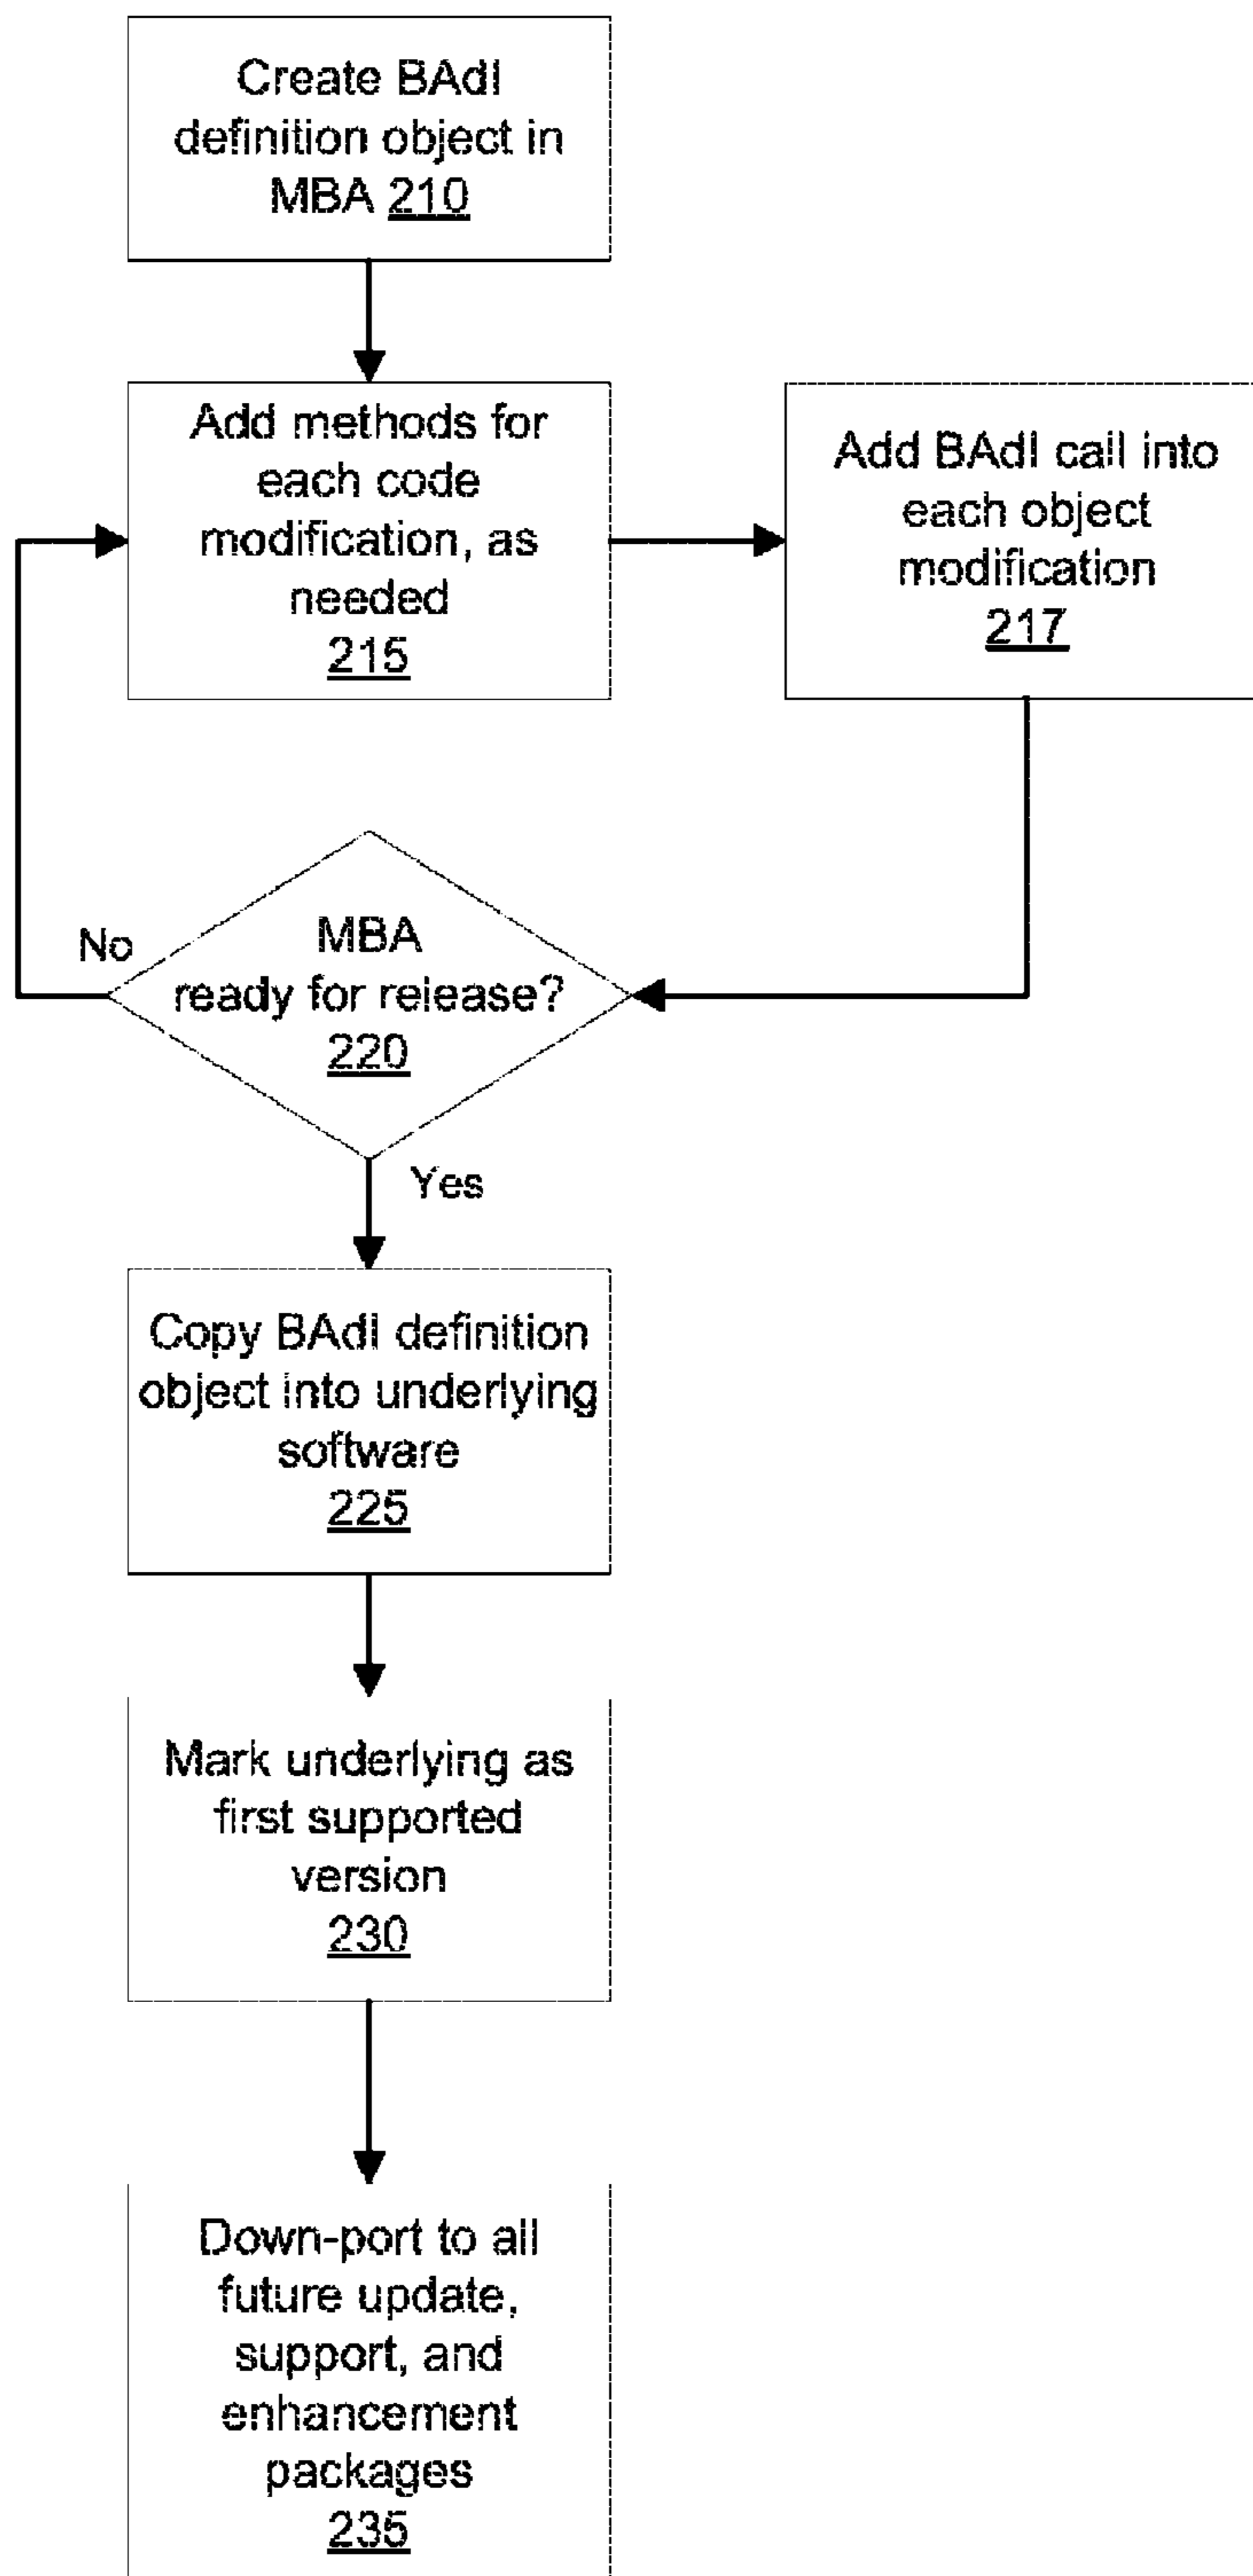 Create BAdI
definition object in
MBA 210
Add methods for
each code
modification, as
needed
215
Add BAdI call into
each object
modification
217
No
MBA
ready for release?
220
Yes
Copy BAdI definition
object into underlying
software
225
Mark underlying as
first supported
version
230
Down-port to all
future update,
support, and
enhancement
packages
235